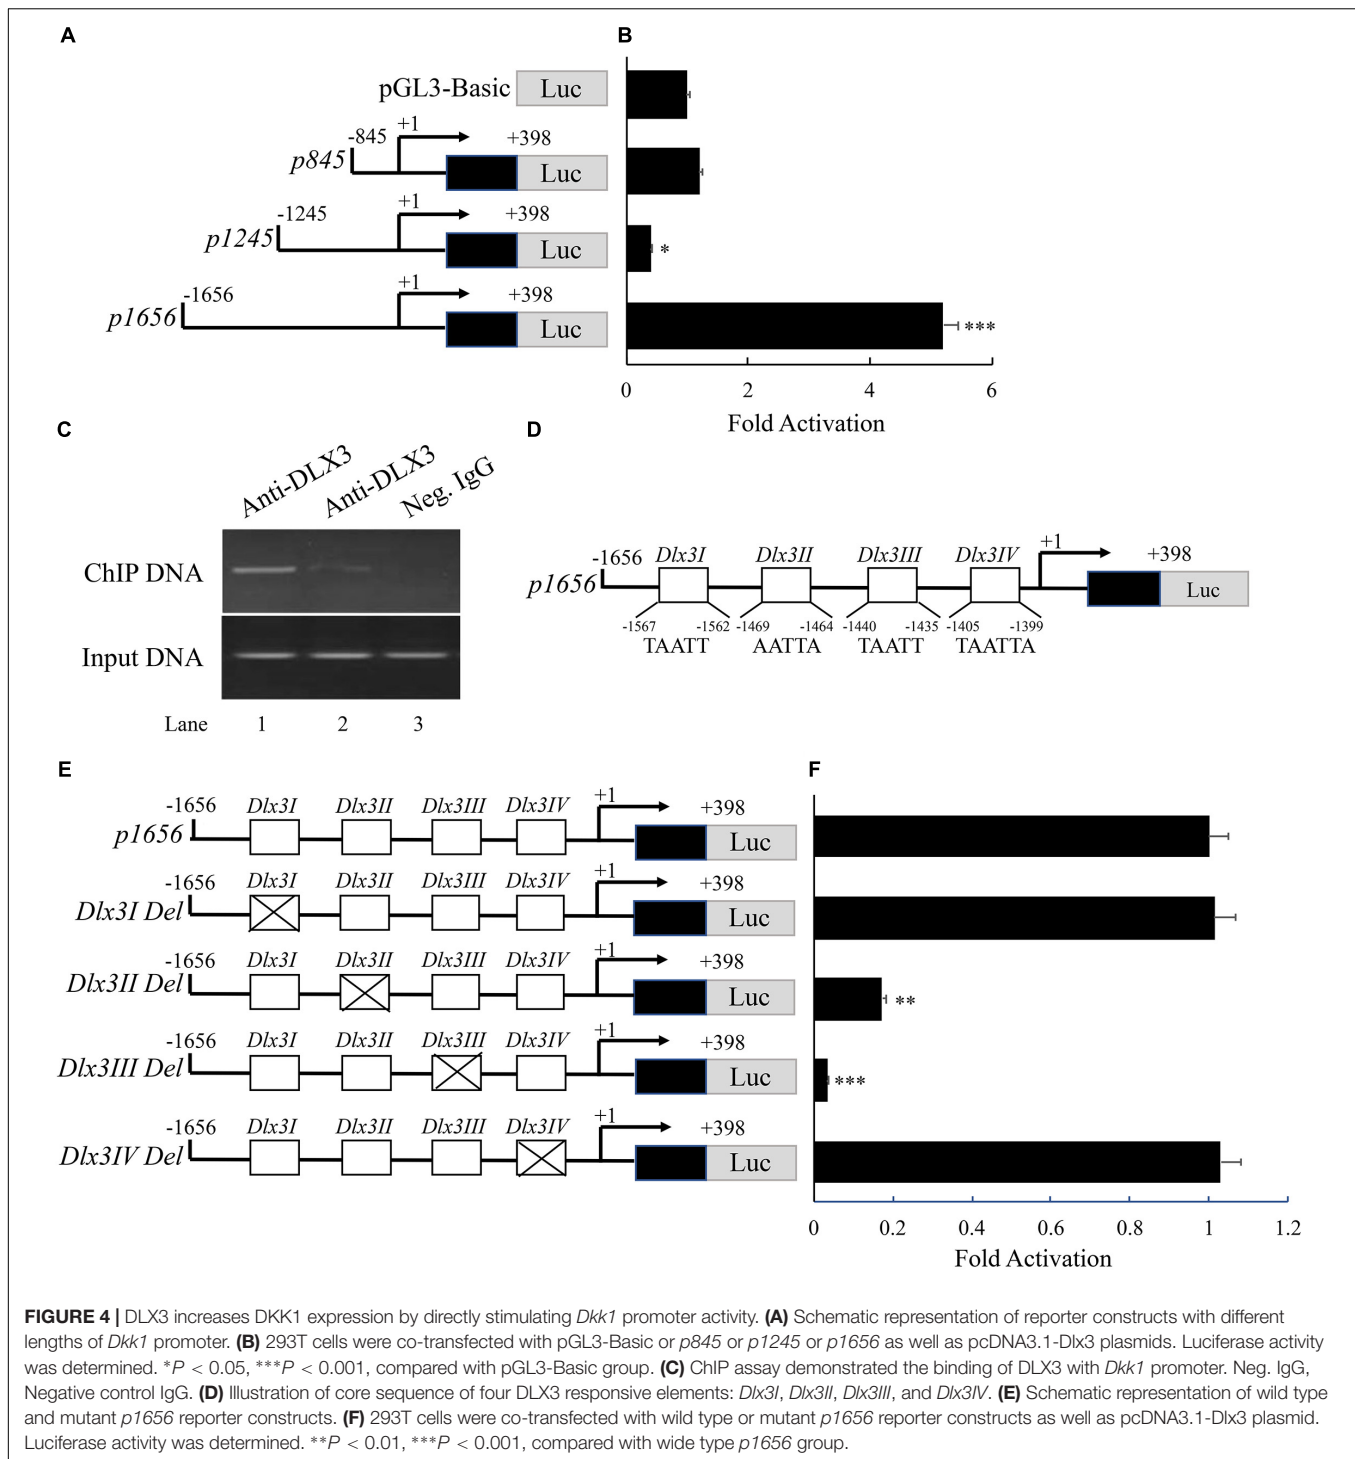 A
B
pGL3-Basic Luc
p845 -845 +1 +398 Luc
p1245 -1245 +1 +398 Luc
*
p1656 -1656 +1 +398 Luc
***
0 2 4 6
Fold Activation
C
Anti-DLX3 Anti-DLX3 Neg. IgG
ChIP DNA
Input DNA
Lane 1 2 3
D
-1656 Dlx3I Dlx3II Dlx3III Dlx3IV +1 +398
p1656 Luc
-1567 -1562 -1469 -1464 -1440 -1435 -1405 -1399
TAATT AATTA TAATT TAATTA
E
-1656 Dlx3I Dlx3II Dlx3III Dlx3IV +1 +398
p1656 Luc
-1656 Dlx3I Dlx3II Dlx3III Dlx3IV +1 +398
Dlx3I Del Luc
-1656 Dlx3I Dlx3II Dlx3III Dlx3IV +1 +398
Dlx3II Del Luc
-1656 Dlx3I Dlx3II Dlx3III Dlx3IV +1 +398
Dlx3III Del Luc
-1656 Dlx3I Dlx3II Dlx3III Dlx3IV +1 +398
Dlx3IV Del Luc
F
**
***
0 0.2 0.4 0.6 0.8 1 1.2
Fold Activation
FIGURE 4 | DLX3 increases DKK1 expression by directly stimulating Dkk1 promoter activity. (A) Schematic representation of reporter constructs with different
lengths of Dkk1 promoter. (B) 293T cells were co-transfected with pGL3-Basic or p845 or p1245 or p1656 as well as pcDNA3.1-Dlx3 plasmids. Luciferase activity
was determined. *P < 0.05, ***P < 0.001, compared with pGL3-Basic group. (C) ChIP assay demonstrated the binding of DLX3 with Dkk1 promoter. Neg. IgG,
Negative control IgG. (D) Illustration of core sequence of four DLX3 responsive elements: Dlx3I, Dlx3II, Dlx3III, and Dlx3IV. (E) Schematic representation of wild type
and mutant p1656 reporter constructs. (F) 293T cells were co-transfected with wild type or mutant p1656 reporter constructs as well as pcDNA3.1-Dlx3 plasmid.
Luciferase activity was determined. **P < 0.01, ***P < 0.001, compared with wide type p1656 group.